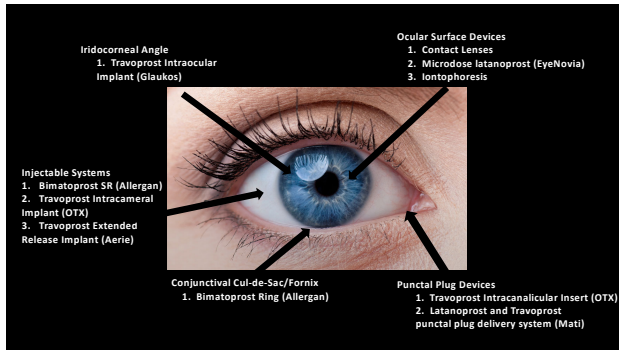 Iridocorneal Angle
1. Travoprost Intraocular
Implant (Glaukos)
Ocular Surface Devices
1. Contact Lenses
2. Microdose latanoprost (EyeNovia)
3. Iontophoresis
Injectable Systems
1. Bimatoprost SR (Allergan)
2. Travoprost Intracameral
Implant (OTX)
3. Travoprost Extended
Release Implant (Aerie)
Conjunctival Cul-de-Sac/Fornix
1. Bimatoprost Ring (Allergan)
Punctal Plug Devices
1. Travoprost Intracanalicular Insert (OTX)
2. Latanoprost and Travoprost
punctal plug delivery system (Mati)